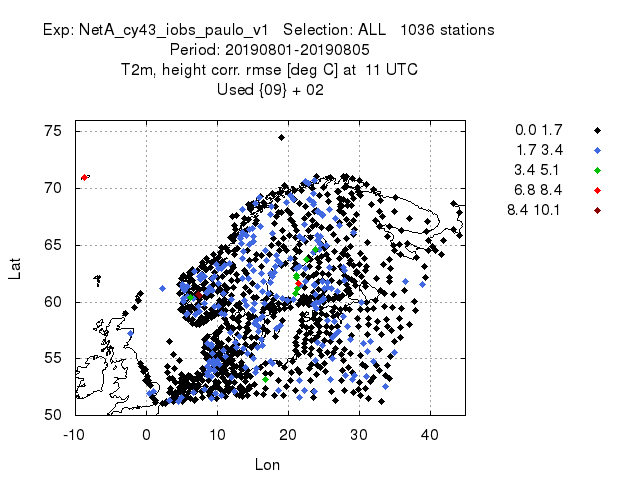 Exp: NetA_cy43_iobs_paulo_v1   Selection: ALL   1036 stations
Period: 20190801-20190805
T2m, height corr. rmse [deg C] at  11 UTC
Used {09} + 02
0.0 1.7
1.7 3.4
3.4 5.1
6.8 8.4
8.4 10.1
75
70
65
60
55
50
Lat
-10 0 10 20 30 40
Lon